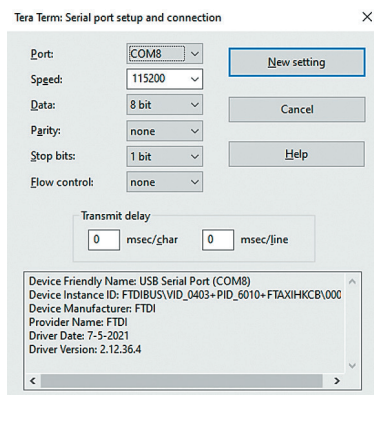 Tera Term: Serial port setup and connection
Port: COM8
New setting
Speed: 115200
Data: 8 bit
Cancel
Parity: none
Stop bits: 1 bit
Help
Flow control: none
Transmit delay
0 msec/char 0 msec/line
Device Friendly Name: USB Serial Port (COM8)
Device Instance ID: FTDIBUS\VID_0403+PID_6010+FTAXIHKCB\000
Device Manufacturer: FTDI
Provider Name: FTDI
Driver Date: 7-5-2021
Driver Version: 2.12.36.4